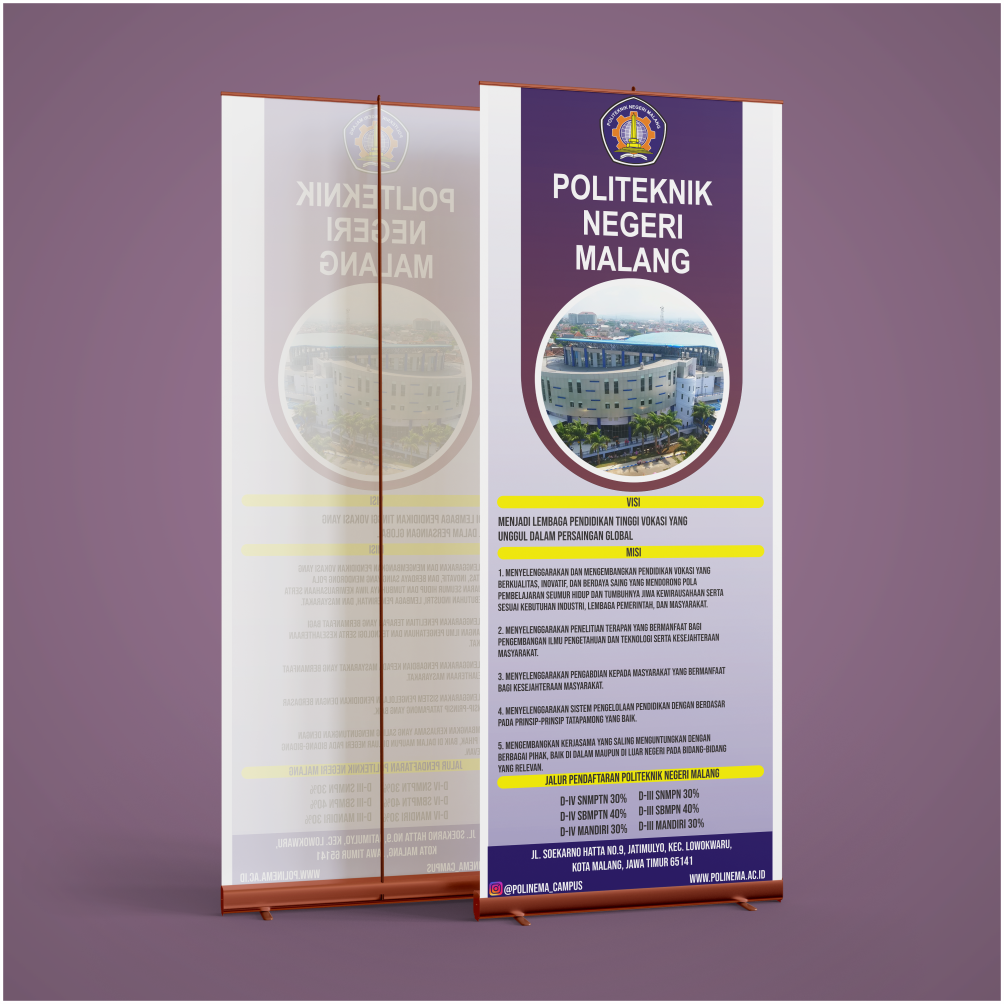 POLITEKNIK NEGERI MALANG
POLITEKNIK
NEGERI
MALANG
VISI
MENJADI LEMBAGA PENDIDIKAN TINGGI VOKASI YANG
UNGGUL DALAM PERSAINGAN GLOBAL
MISI
1. MENYELENGGARAKAN DAN MENGEMBANGKAN PENDIDIKAN VOKASI YANG
BERKUALITAS, INOVATIF, DAN BERDAYA SAING YANG MENDORONG POLA
PEMBELAJARAN SEUMUR HIDUP DAN TUMBUHNYA JIWA KEWIRAUSAHAAN SERTA
SESUAI KEBUTUHAN INDUSTRI, LEMBAGA PEMERINTAH, DAN MASYARAKAT.
2. MENYELENGGARAKAN PENELITIAN TERAPAN YANG BERMANFAAT BAGI
PENGEMBANGAN ILMU PENGETAHUAN DAN TEKNOLOGI SERTA KESEJAHTERAAN
MASYARAKAT.
3. MENYELENGGARAKAN PENGABDIAN KEPADA MASYARAKAT YANG BERMANFAAT
BAGI KESEJAHTERAAN MASYARAKAT.
4. MENYELENGGARAKAN SISTEM PENGELOLAAN PENDIDIKAN DENGAN BERDASAR
PADA PRINSIP-PRINSIP TATAPAMONG YANG BAIK.
5. MENGEMBANGKAN KERJASAMA YANG SALING MENGUNTUNGKAN DENGAN
BERBAGAI PIHAK, BAIK DI DALAM MAUPUN DI LUAR NEGERI PADA BIDANG-BIDANG
YANG RELEVAN.
JALUR PENDAFTARAN POLITEKNIK NEGERI MALANG
D-IV SNMPTN 30% D-III SNMPN 30%
D-IV SBMPTN 40% D-III SBMPN 40%
D-IV MANDIRI 30% D-III MANDIRI 30%
JL. SOEKARNO HATTA NO.9, JATIMULYO, KEC. LOWOKWARU,
KOTA MALANG, JAWA TIMUR 65141
@POLINEMA_CAMPUS WWW.POLINEMA.AC.ID